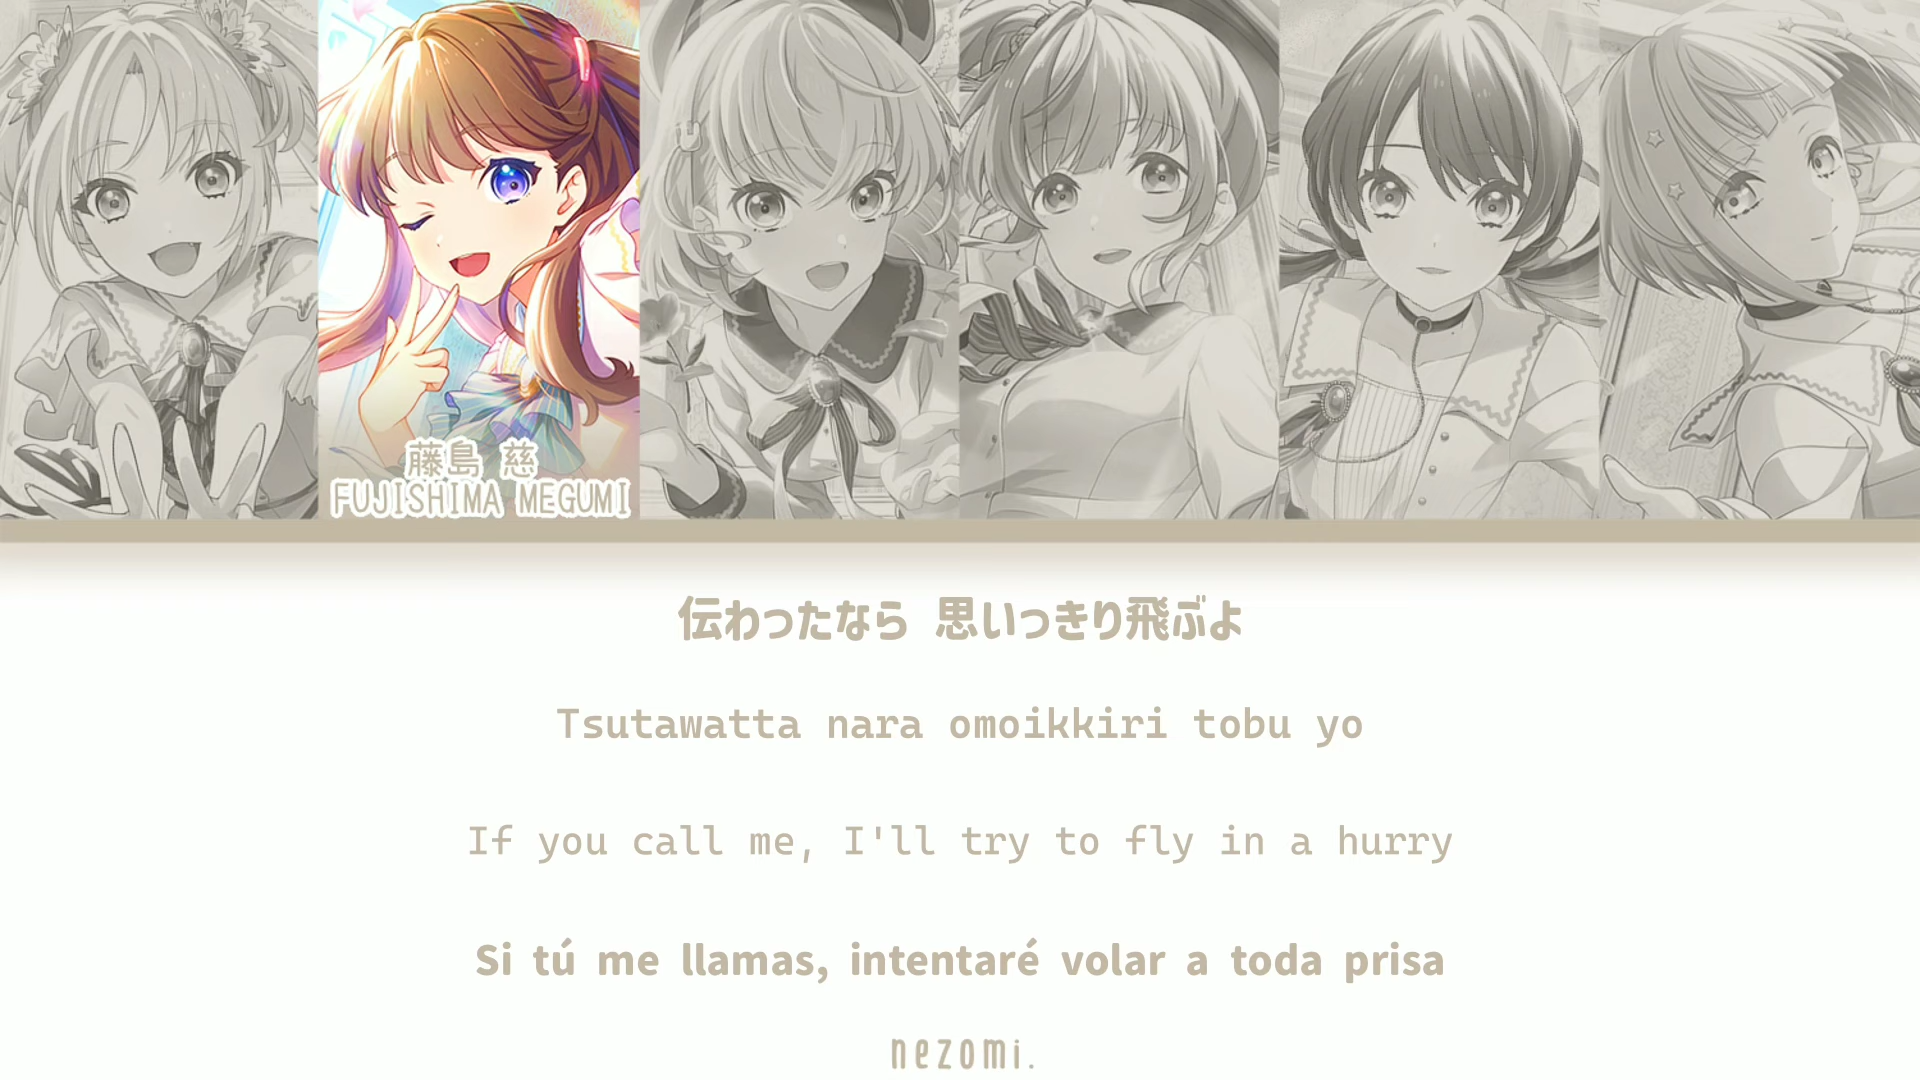 藤島 慈
FUJISHIMA MEGUMI
伝わったなら 思いっきり飛ぶよ
Tsutawatta nara omoikkiri tobu yo
If you call me, I'll try to fly in a hurry
Si tú me llamas, intentaré volar a toda prisa
nezomi.